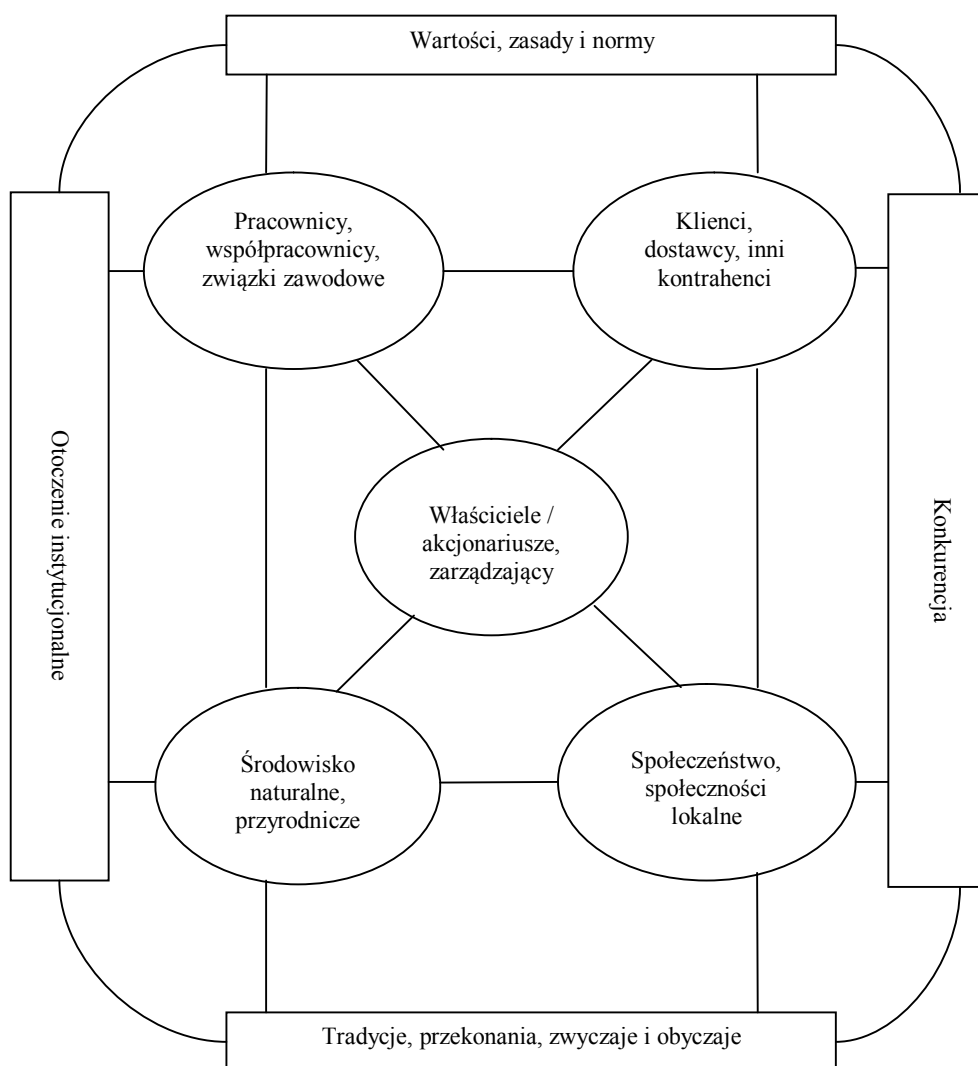 Wartości, zasady i normy
Pracownicy,
współpracownicy,
związki zawodowe
Klienci,
dostawcy, inni
kontrahenci
Otoczenie instytucjonalne
Właściciele /
akcjonariusze,
zarządzający
Konkurencja
Środowisko
naturalne,
przyrodnicze
Społeczeństwo,
społeczności
lokalne
Tradycje, przekonania, zwyczaje i obyczaje